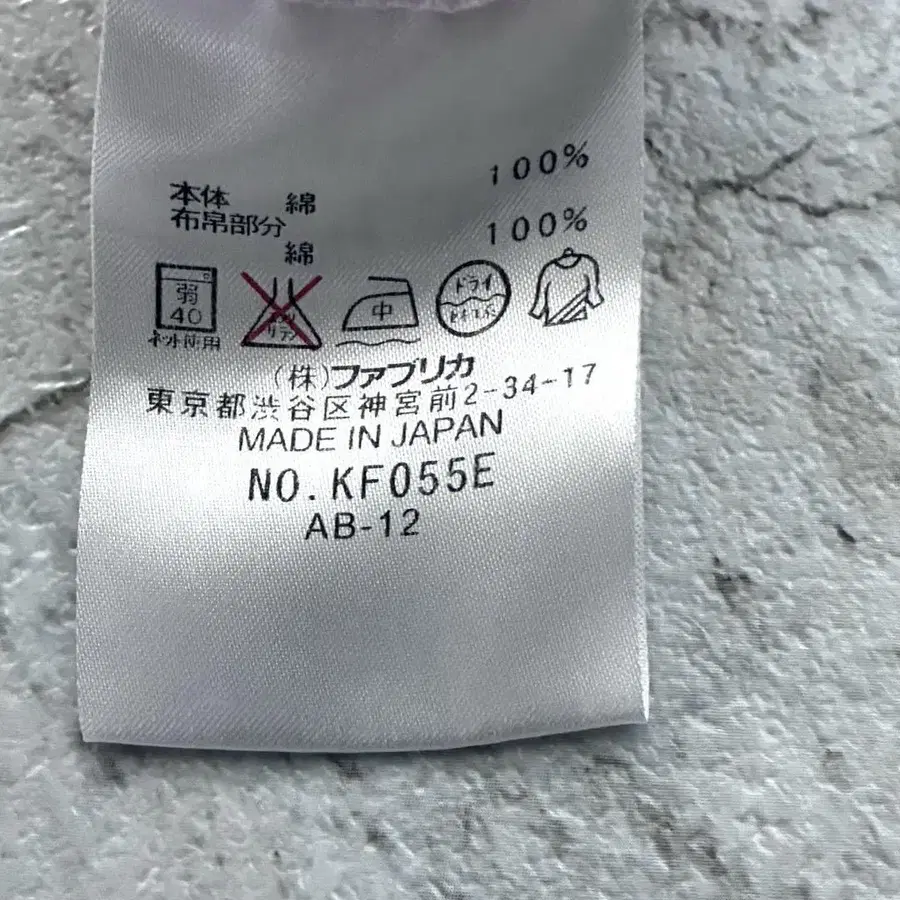 本体 綿 100%
布帛部分
綿 100%
弱
40
ネット使用
中
ドライ
(株)ファブリカ
東京都渋谷区神宮前2-34-17
MADE IN JAPAN
NO.KF055E
AB-12